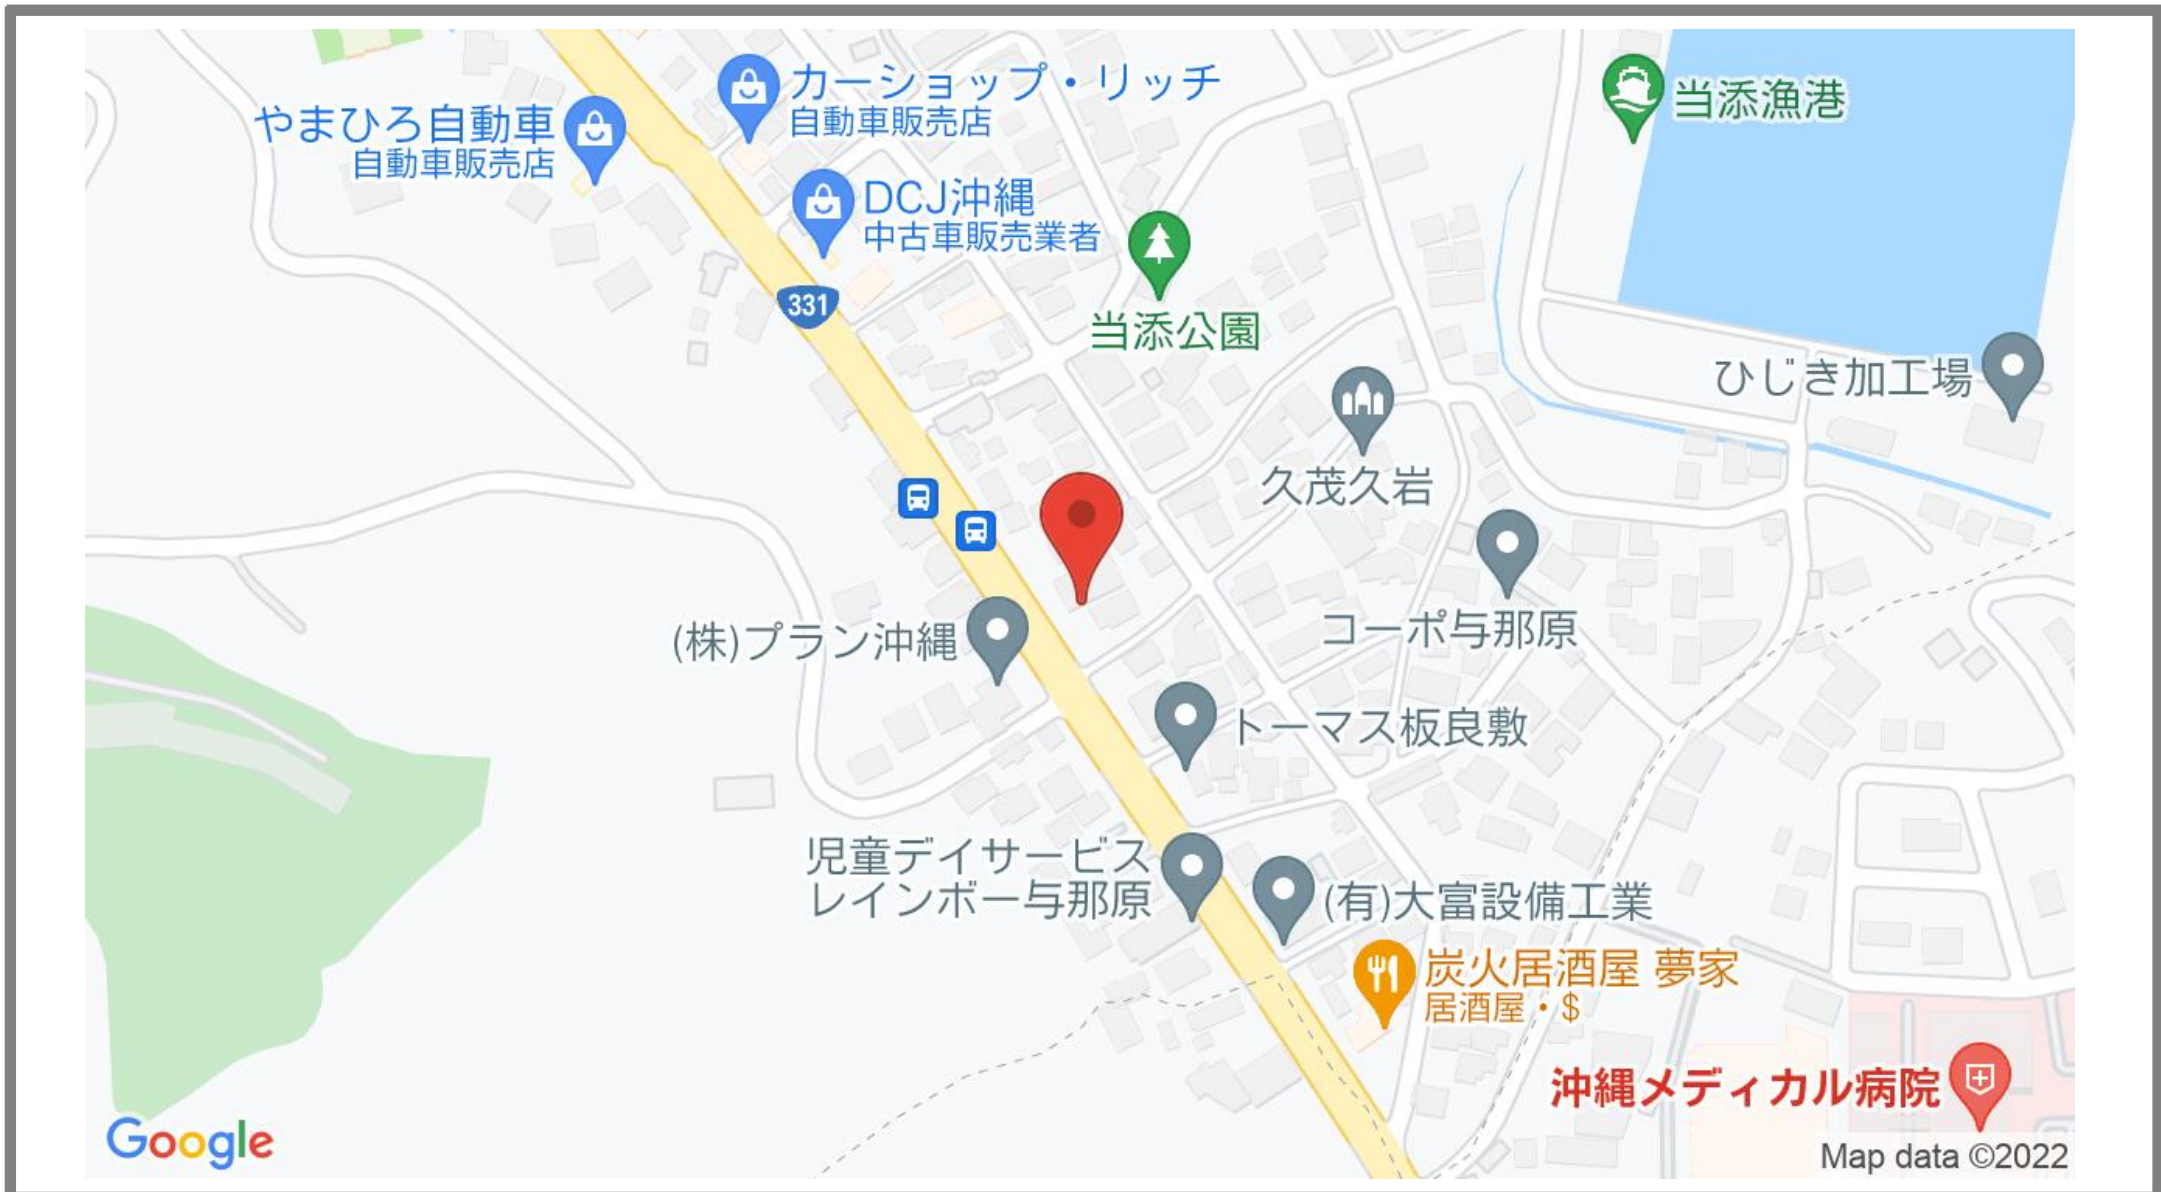 カーショップ・リッチ
自動車販売店
やまひろ自動車
自動車販売店
当添漁港
DCJ沖縄
中古車販売業者
331
当添公園
ひじき加工場
久茂久岩
(株)プラン沖縄
コーポ与那原
トーマス板良敷
児童デイサービス
レインボー与那原
(有)大富設備工業
炭火居酒屋 夢家
居酒屋・$
沖縄メディカル病院
Google
Map data ©2022